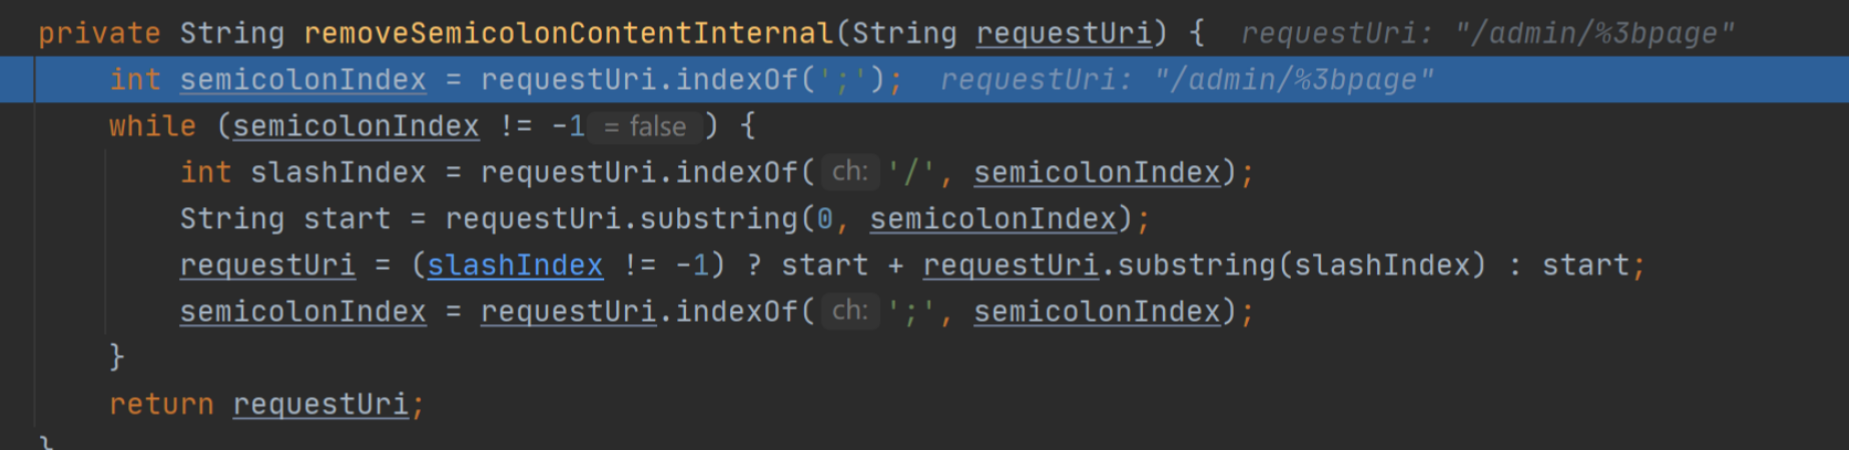 private String removeSemicolonContentInternal(String requestUri) {  requestUri: "/admin/%3bpage"
int semicolonIndex = requestUri.indexOf(';');  requestUri: "/admin/%3bpage"
while (semicolonIndex != -1 = false ) {
int slashIndex = requestUri.indexOf( ch: '/', semicolonIndex);
String start = requestUri.substring(0, semicolonIndex);
requestUri = (slashIndex != -1) ? start + requestUri.substring(slashIndex) : start;
semicolonIndex = requestUri.indexOf( ch: ';', semicolonIndex);
}
return requestUri;
}